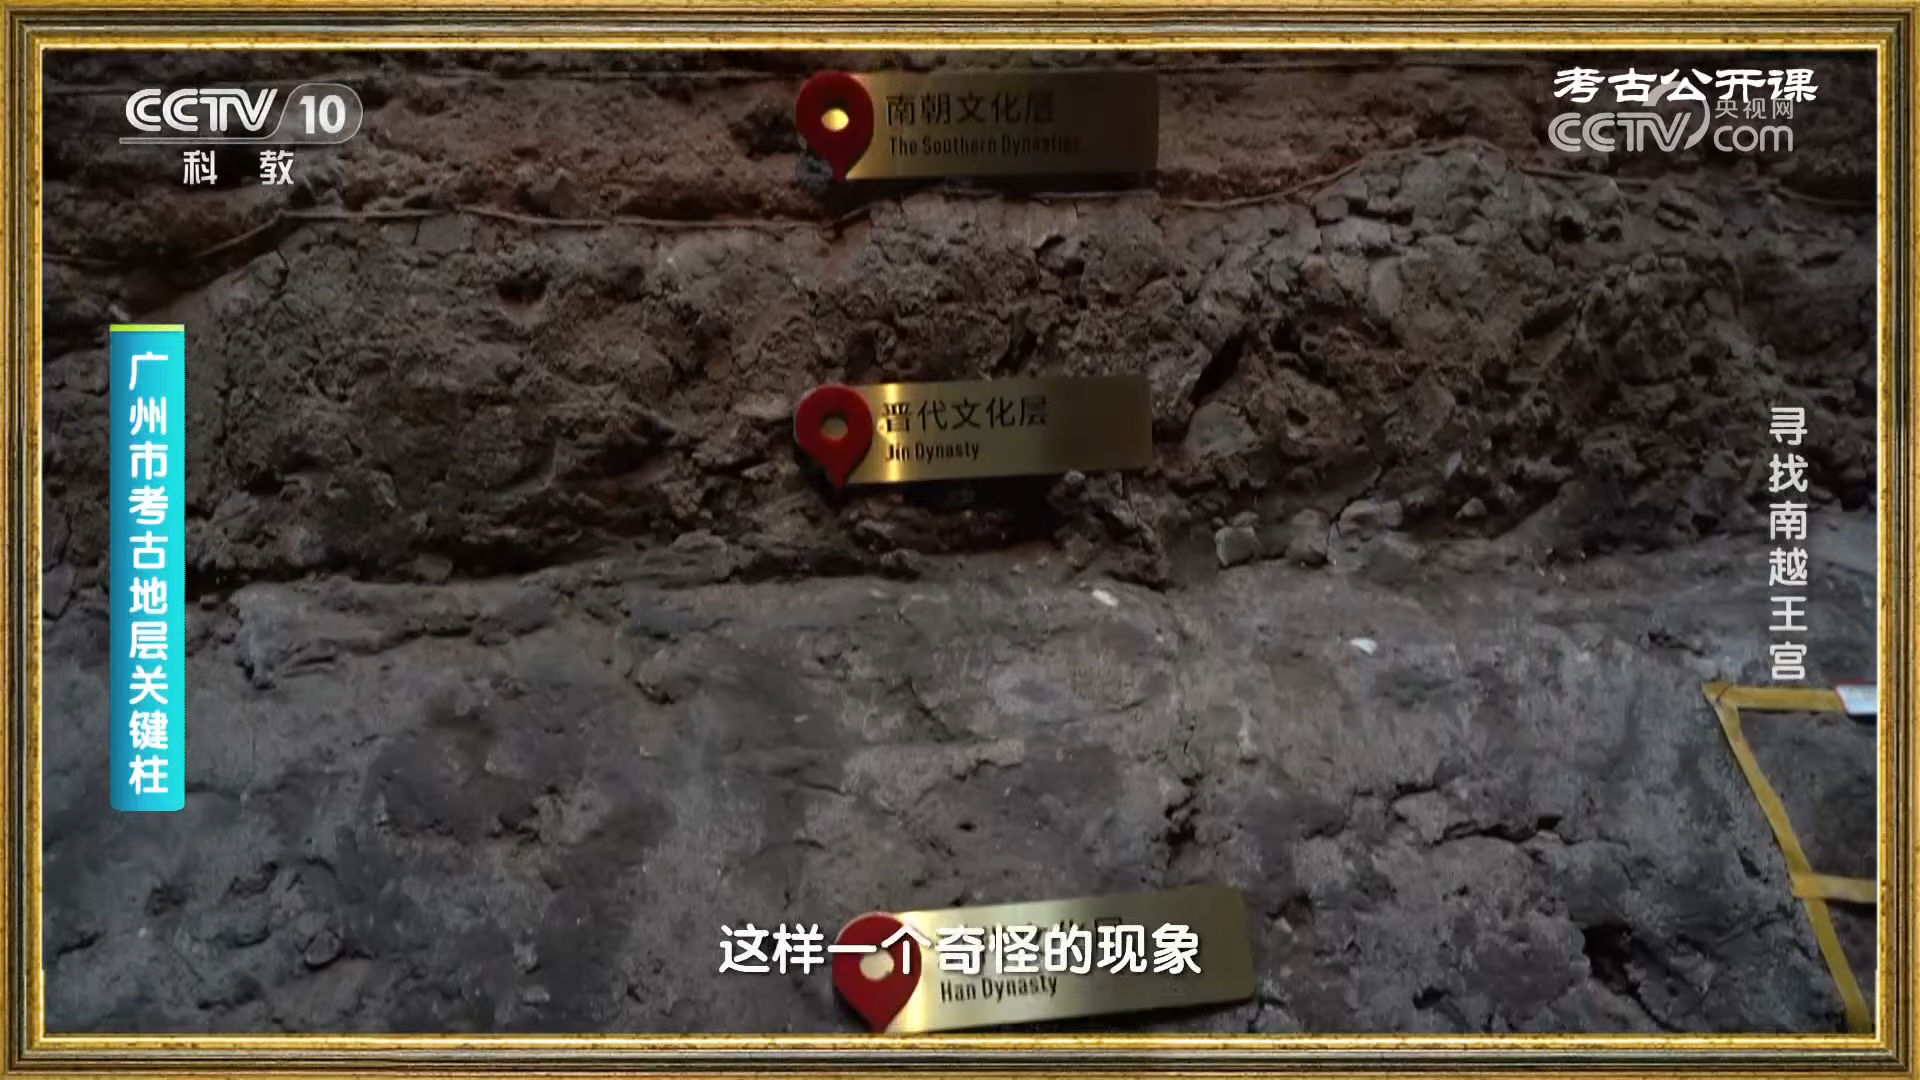 CCTV 10
科 教
考古公开课
央视网
CCTV com
南朝文化层
The Southern Dynasties
晋代文化层
Jin Dynasty
广州市考古地层关键柱
寻找南越王宫
这样一个奇怪的现象
Han Dynasty